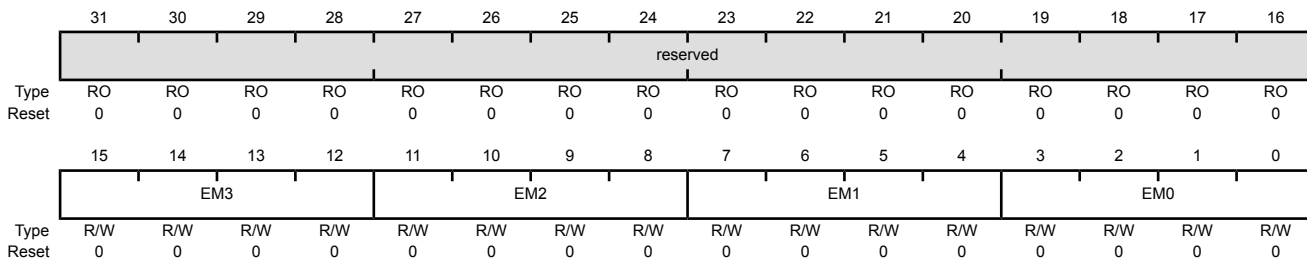 31 30 29 28 27 26 25 24 23 22 21 20 19 18 17 16
reserved
Type RO RO RO RO RO RO RO RO RO RO RO RO RO RO RO RO
Reset 0 0 0 0 0 0 0 0 0 0 0 0 0 0 0 0
15 14 13 12 11 10 9 8 7 6 5 4 3 2 1 0
EM3 EM2 EM1 EM0
Type R/W R/W R/W R/W R/W R/W R/W R/W R/W R/W R/W R/W R/W R/W R/W R/W
Reset 0 0 0 0 0 0 0 0 0 0 0 0 0 0 0 0